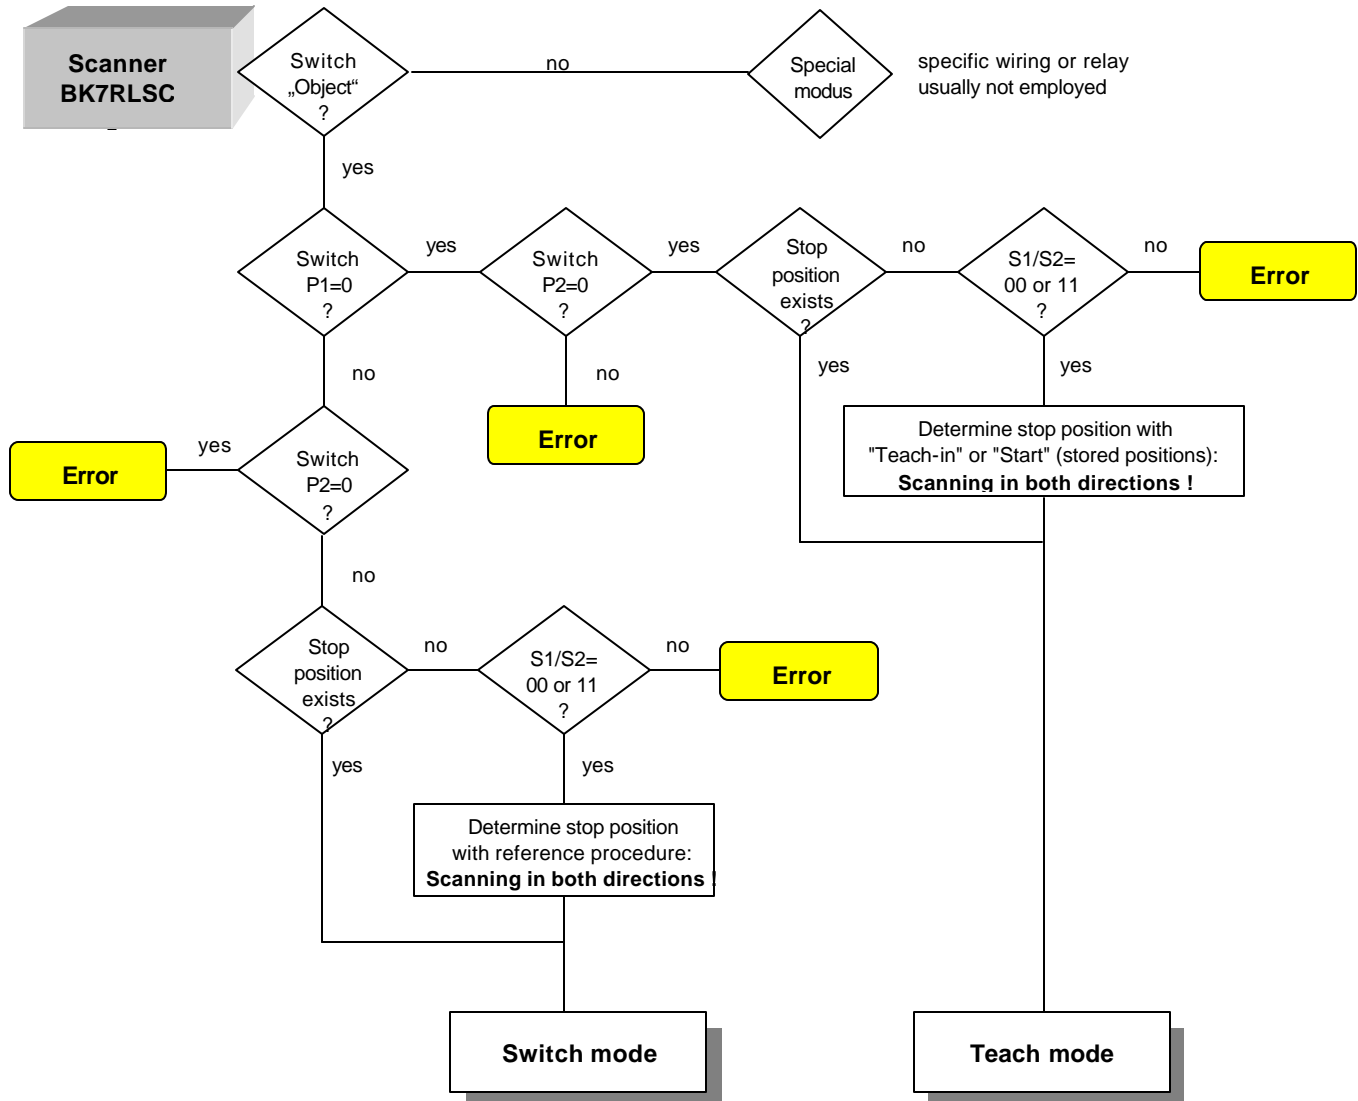 Scanner
BK7RLSC
Switch
„Object“
?
no
Special
modus
specific wiring or relay
usually not employed
yes
Switch
P1=0
?
yes
Switch
P2=0
?
yes
Stop
position
exists
?
no
S1/S2=
00 or 11
?
no
Error
no
no
yes
yes
Error
Determine stop position with
"Teach-in" or "Start" (stored positions):
Scanning in both directions !
Error
yes
Switch
P2=0
?
no
Stop
position
exists
?
no
S1/S2=
00 or 11
?
no
Error
yes
yes
Determine stop position
with reference procedure:
Scanning in both directions !
Switch mode
Teach mode